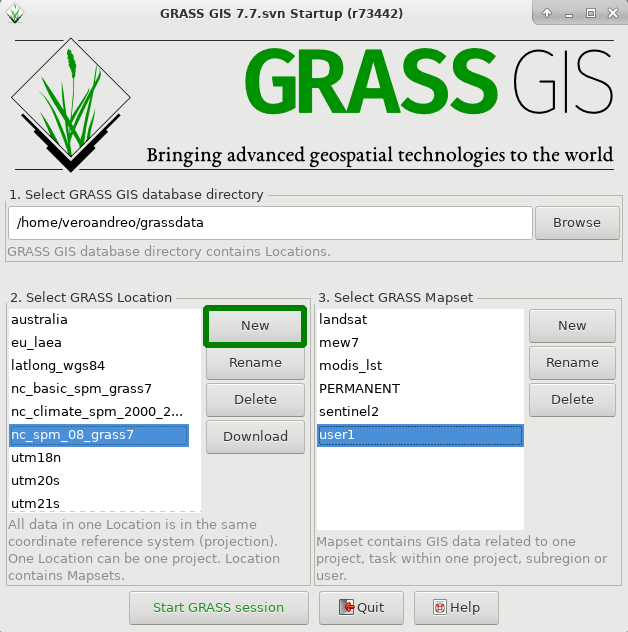 GRASS GIS 7.7.svn Startup (r73442)
GRASS GIS
Bringing advanced geospatial technologies to the world
1. Select GRASS GIS database directory
/home/veroandreo/grassdata
Browse
GRASS GIS database directory contains Locations.
2. Select GRASS Location
australia
eu_laea
latlong_wgs84
nc_basic_spm_grass7
nc_climate_spm_2000_2...
nc_spm_08_grass7
utm18n
utm20s
utm21s
New
Rename
Delete
Download
All data in one Location is in the same
coordinate reference system (projection).
One Location can be one project. Location
contains Mapsets.
3. Select GRASS Mapset
landsat
mew7
modis_lst
PERMANENT
sentinel2
user1
New
Rename
Delete
Mapset contains GIS data related to one
project, task within one project, subregion or
user.
Start GRASS session
Quit
Help